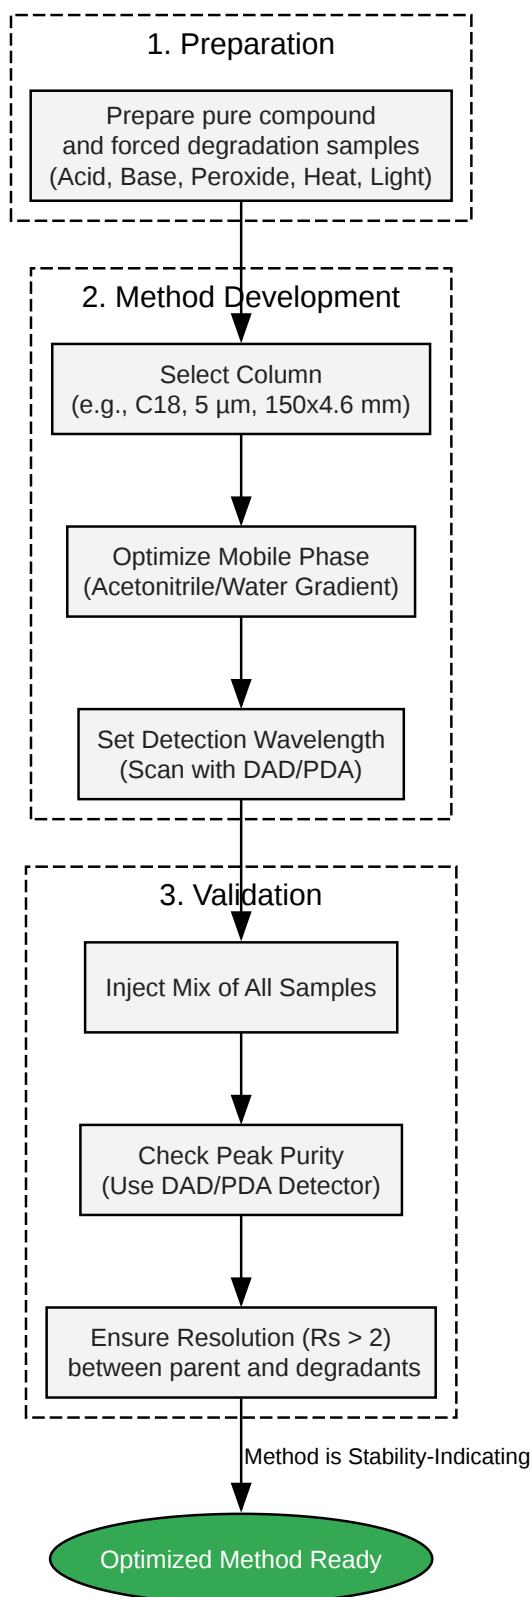 1. Preparation
Prepare pure compound
and forced degradation samples
(Acid, Base, Peroxide, Heat, Light)
2. Method Development
Select Column
(e.g., C18, 5 µm, 150x4.6 mm)
Optimize Mobile Phase
(Acetonitrile/Water Gradient)
Set Detection Wavelength
(Scan with DAD/PDA)
3. Validation
Inject Mix of All Samples
Check Peak Purity
(Use DAD/PDA Detector)
Ensure Resolution (Rs > 2)
between parent and degradants
Method is Stability-Indicating
Optimized Method Ready